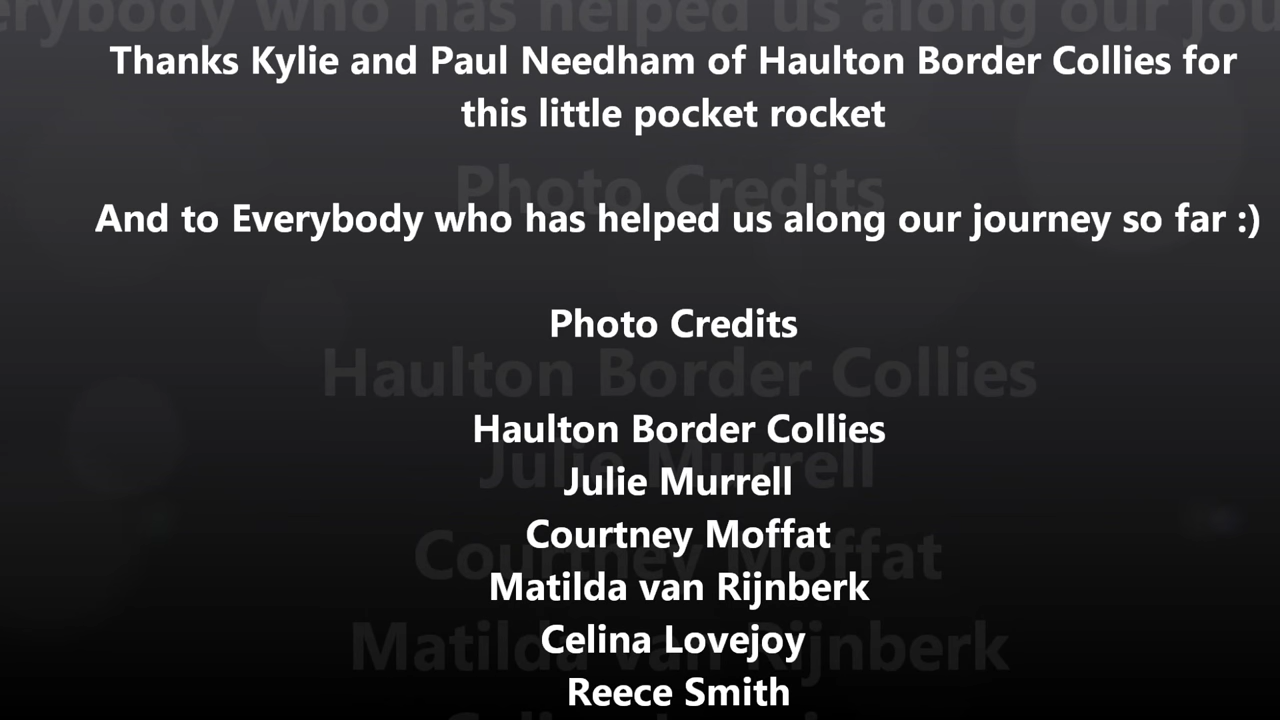 Thanks Kylie and Paul Needham of Haulton Border Collies for
this little pocket rocket
And to Everybody who has helped us along our journey so far :)
Photo Credits
Haulton Border Collies
Julie Murrell
Courtney Moffat
Matilda van Rijnberk
Celina Lovejoy
Reece Smith